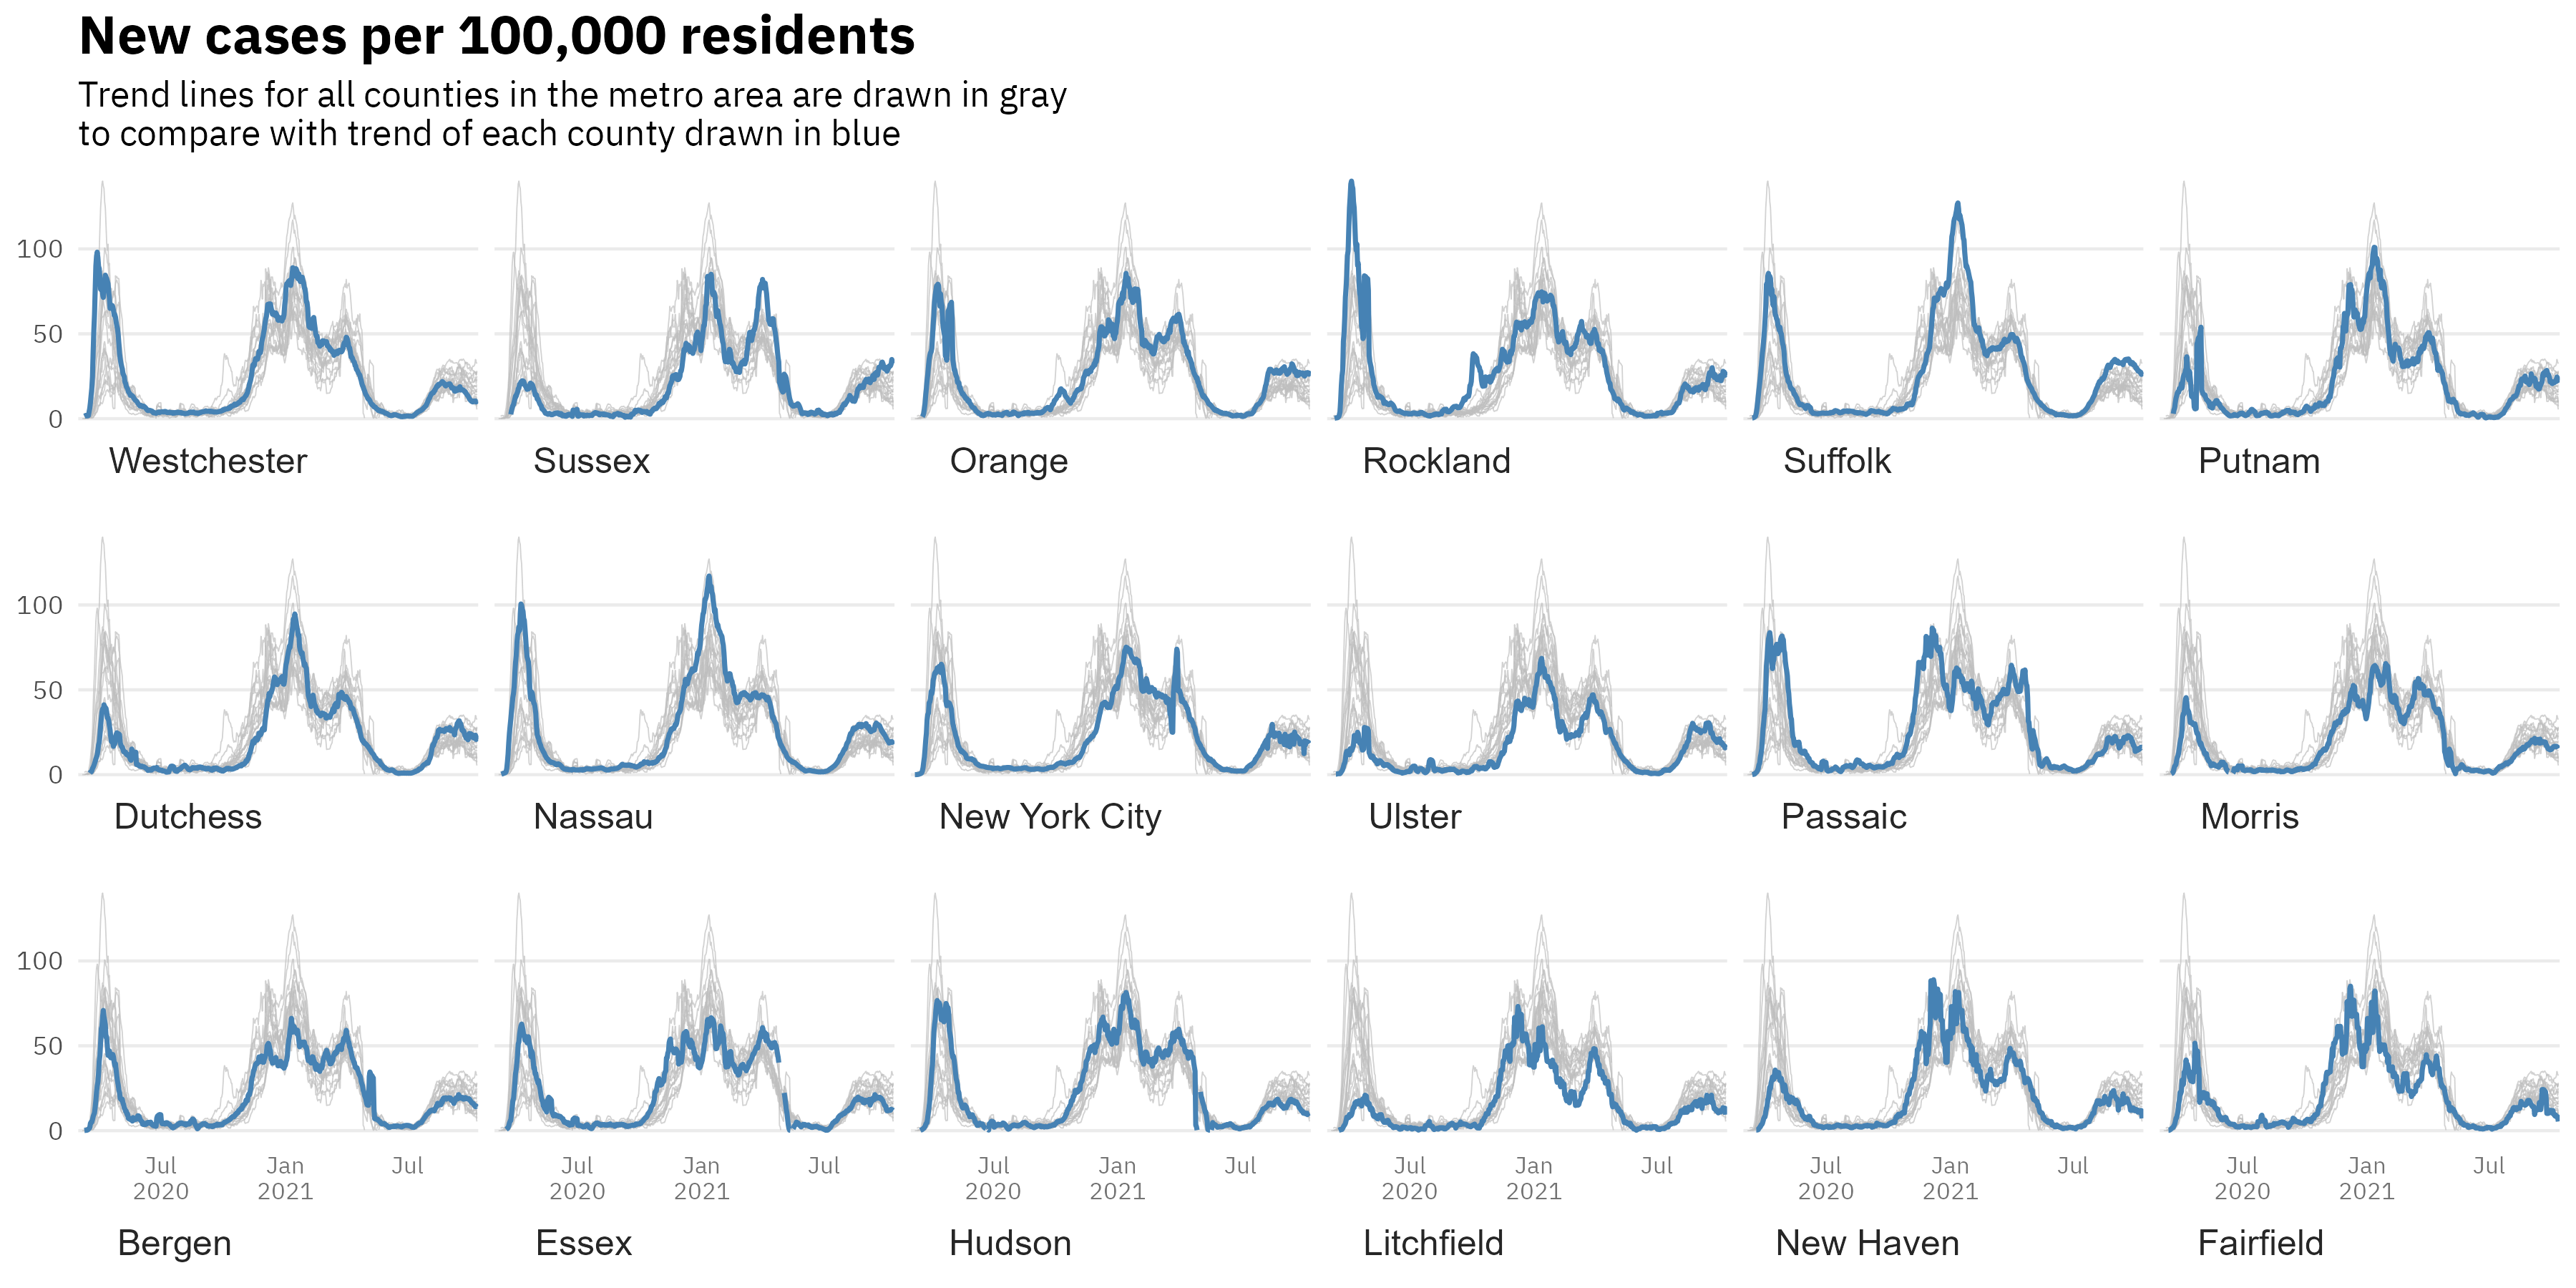 New cases per 100,000 residents
Trend lines for all counties in the metro area are drawn in gray
to compare with trend of each county drawn in blue
100
50
0
Westchester Sussex Orange Rockland Suffolk Putnam
100
50
0
Dutchess Nassau New York City Ulster Passaic Morris
100
50
0
Jul Jan Jul Jul Jan Jul Jul Jan Jul Jul Jan Jul Jul Jan Jul Jul Jan Jul
2020 2021 2020 2021 2020 2021 2020 2021 2020 2021 2020 2021
Bergen Essex Hudson Litchfield New Haven Fairfield